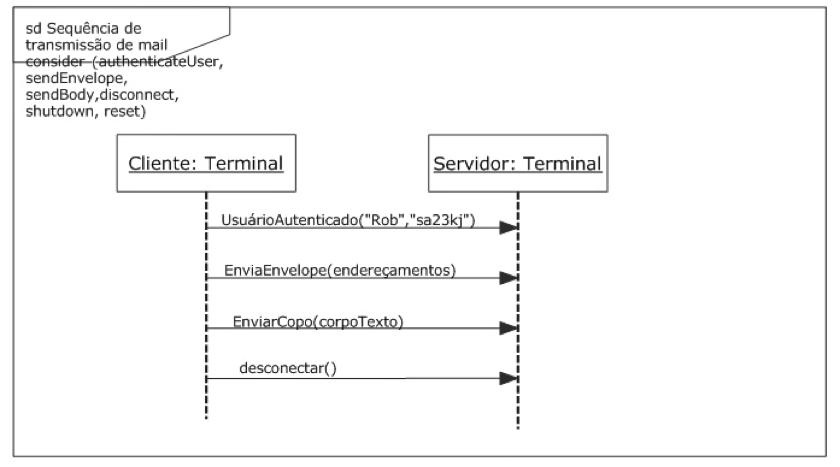 sd Sequência de
transmissão de mail
consider (authenticateUser,
sendEnvelope,
sendBody,disconnect,
shutdown, reset)
Cliente: Terminal
Servidor: Terminal
UsuárioAutenticado("Rob","sa23kj")
EnviaEnvelope(endereçamentos)
EnviarCopo(corpoTexto)
desconectar()